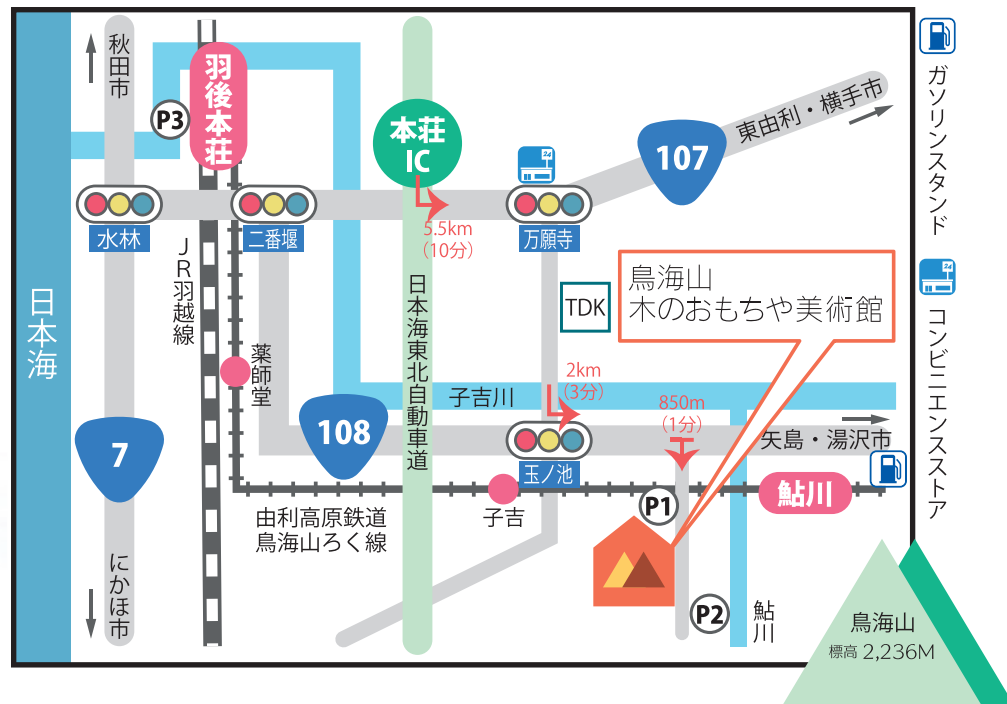 秋田市
羽後本荘
P3
本荘
IC
107
東由利・横手市
ガソリンスタンド
24
水林
二番堰
万願寺
5.5km
(10分)
24
コンビニエンスストア
日本海
JR羽越線
日本海東北自動車道
TDK
鳥海山
木のおもちゃ美術館
薬師堂
2km
(3分)
子吉川
850m
(1分)
7
108
矢島・湯沢市
玉ノ池
鮎川
子吉
P1
由利高原鉄道
鳥海山ろく線
にかほ市
P2
鮎川
鳥海山
標高 2,236M